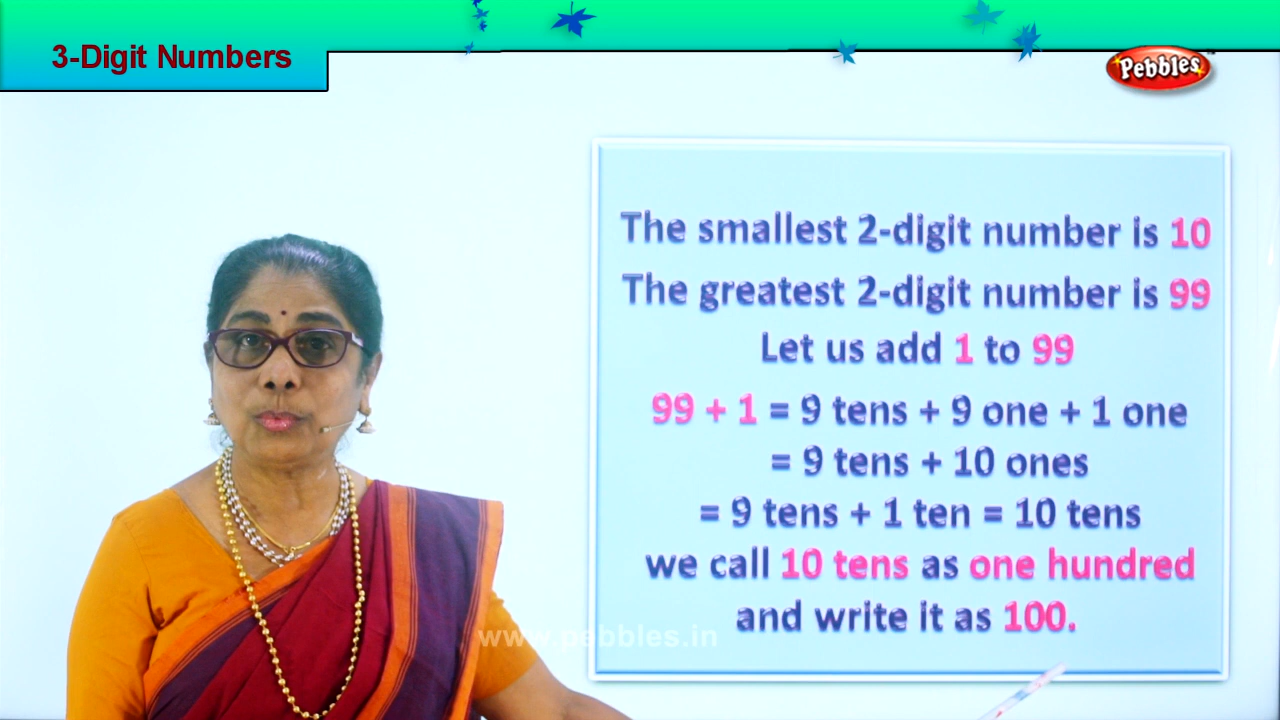 3-Digit Numbers
Pebbles
The smallest 2-digit number is 10
The greatest 2-digit number is 99
Let us add 1 to 99
99 + 1 = 9 tens + 9 one + 1 one
= 9 tens + 10 ones
= 9 tens + 1 ten = 10 tens
we call 10 tens as one hundred
and write it as 100.
www.pebbles.in